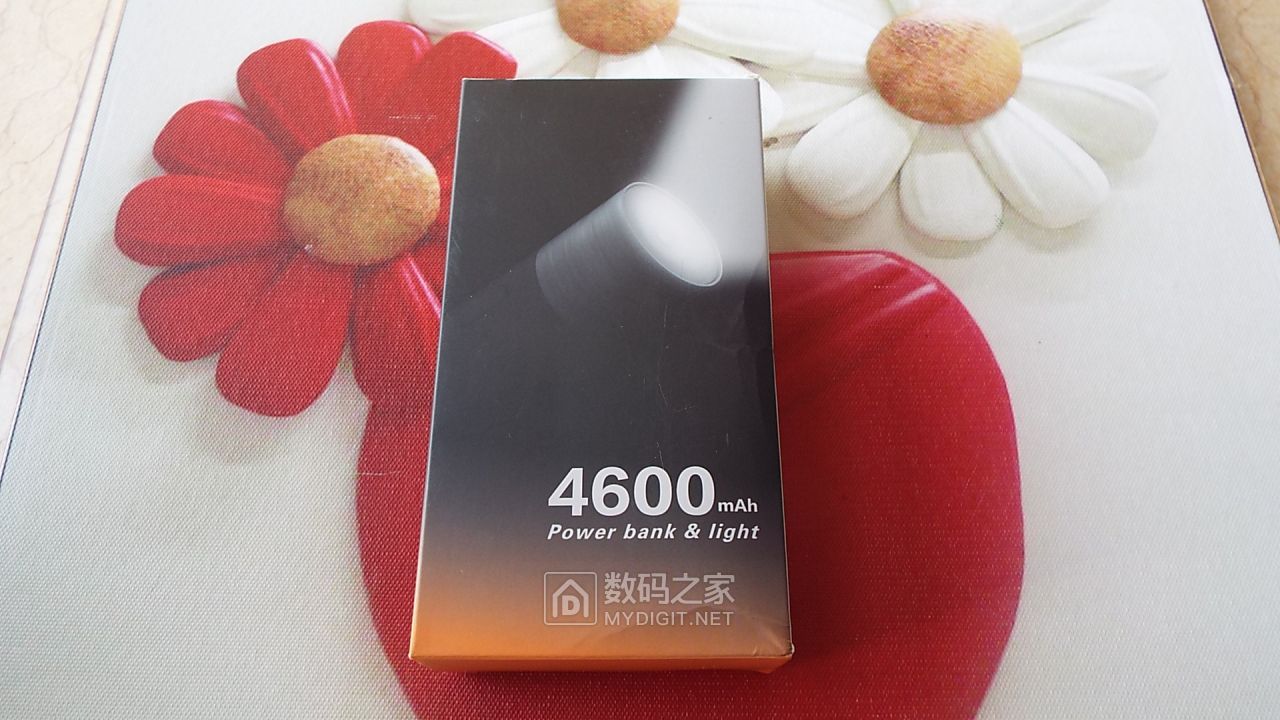 4600mAh
Power bank & light
数码之家
MYDIGIT.NET